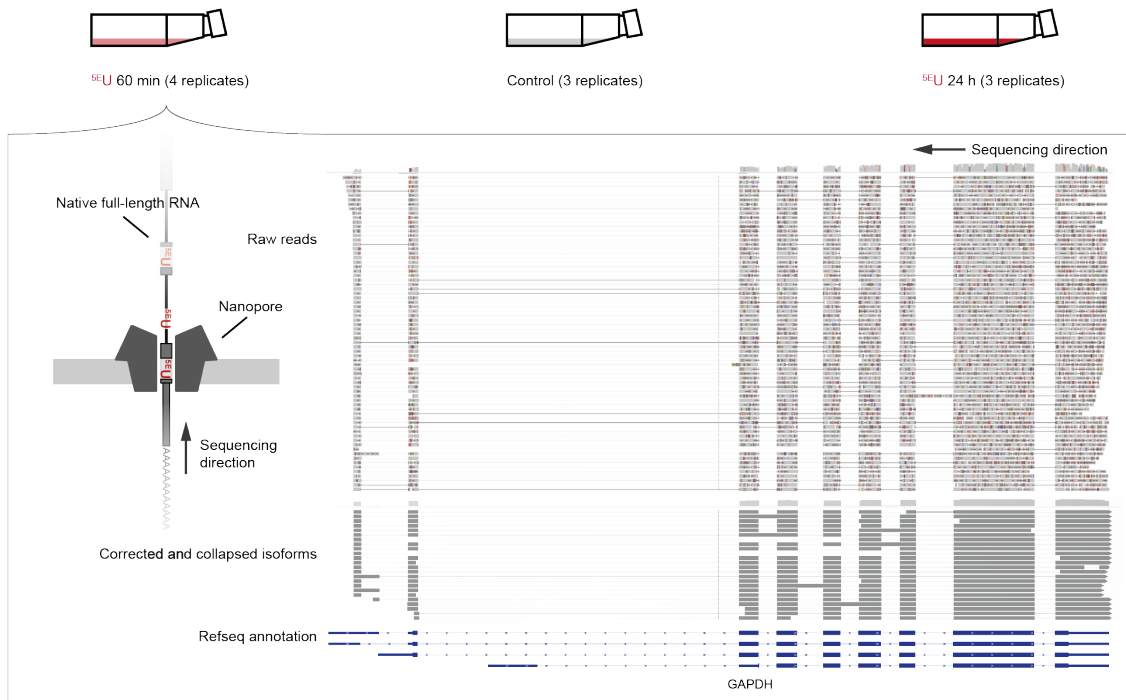 5EU 60 min (4 replicates)
Control (3 replicates)
5EU 24 h (3 replicates)
Sequencing direction
Native full-length RNA
Raw reads
5EU
Nanopore
5EU
5EU
Sequencing
direction
AAAAAAAAA
Corrected and collapsed isoforms
Refseq annotation
GAPDH